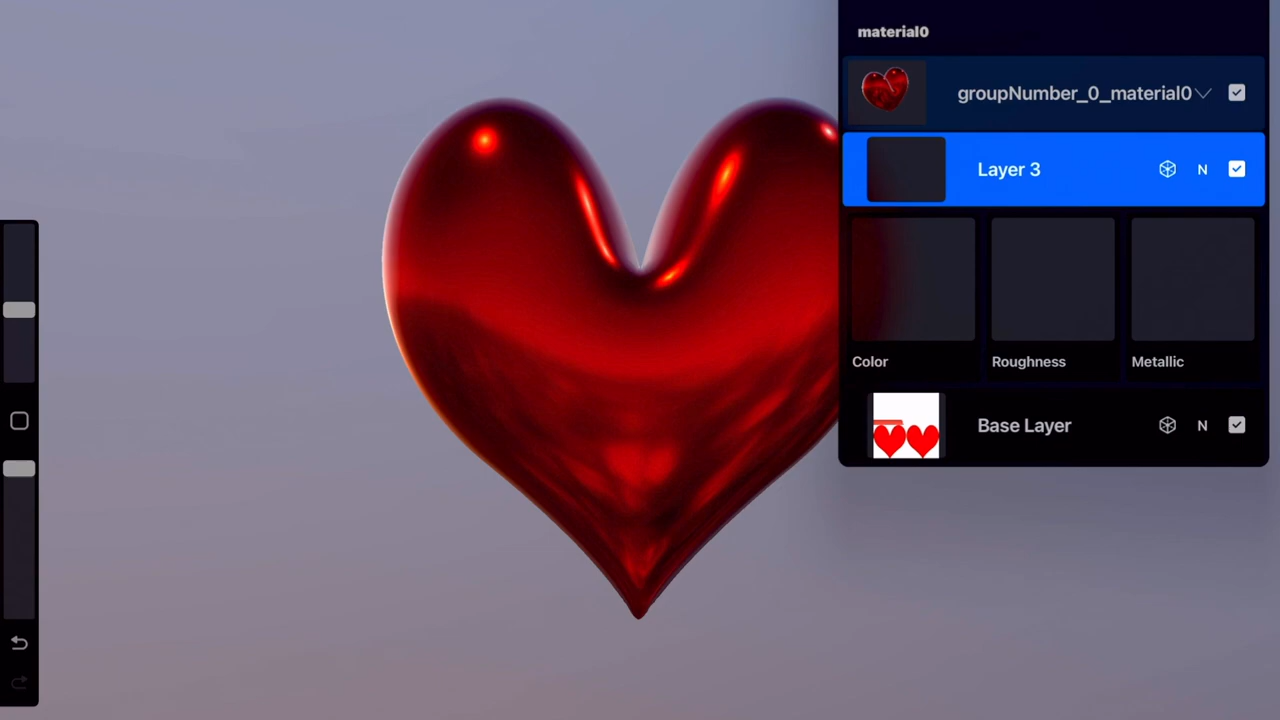 material0
groupNumber_0_material0
Layer 3 N
Color Roughness Metallic
Base Layer N